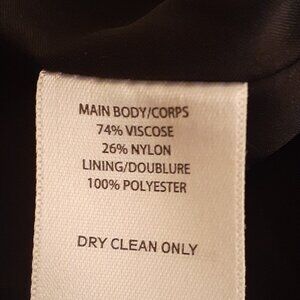 MAIN BODY/CORPS
74% VISCOSE
26% NYLON
LINING/DOUBLURE
100% POLYESTER
DRY CLEAN ONLY